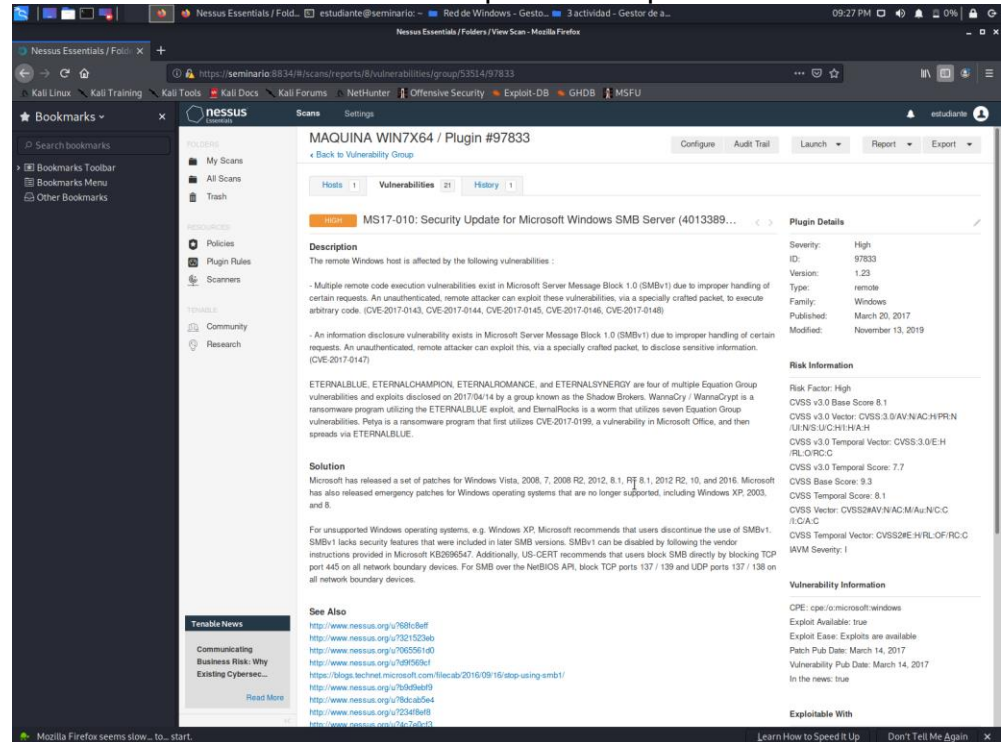 Nessus Essentials / Fold...
estudiante@seminario: ~
Red de Windows - Gesto...
3 actividad - Gestor de a...
09:27 PM
0%
G
Nessus Essentials / Folders / View Scan - Mozilla Firefox
Nessus Essentials / Folde
https://seminario:8834/#/scans/reports/8/vulnerabilities/group/53514/97833
Kali Linux
Kali Training
Kali Tools
Kali Docs
Kali Forums
NetHunter
Offensive Security
Exploit-DB
GHDB
MSFU
Bookmarks
Search bookmarks
Bookmarks Toolbar
Bookmarks Menu
Other Bookmarks
nessus
Essentials
Scans
Settings
estudiante
FOLDERS
My Scans
All Scans
Trash
RESOURCES
Policies
Plugin Rules
Scanners
TENABLE
Community
Research
Tenable News
Communicating
Business Risk: Why
Existing Cybersec...
Read More
MAQUINA WIN7X64 / Plugin #97833
Back to Vulnerability Group
Configure
Audit Trail
Launch
Report
Export
Hosts 1
Vulnerabilities 21
History 1
HIGH
MS17-010: Security Update for Microsoft Windows SMB Server (4013389...
Description
The remote Windows host is affected by the following vulnerabilities :
- Multiple remote code execution vulnerabilities exist in Microsoft Server Message Block 1.0 (SMBv1) due to improper handling of
certain requests. An unauthenticated, remote attacker can exploit these vulnerabilities, via a specially crafted packet, to execute
arbitrary code. (CVE-2017-0143, CVE-2017-0144, CVE-2017-0145, CVE-2017-0146, CVE-2017-0148)
- An information disclosure vulnerability exists in Microsoft Server Message Block 1.0 (SMBv1) due to improper handling of certain
requests. An unauthenticated, remote attacker can exploit this, via a specially crafted packet, to disclose sensitive information.
(CVE-2017-0147)
ETERNALBLUE, ETERNALCHAMPION, ETERNALROMANCE, and ETERNALSYNERGY are four of multiple Equation Group
vulnerabilities and exploits disclosed on 2017/04/14 by a group known as the Shadow Brokers. WannaCry / WannaCrypt is a
ransomware program utilizing the ETERNALBLUE exploit, and EternalRocks is a worm that utilizes seven Equation Group
vulnerabilities. Petya is a ransomware program that first utilizes CVE-2017-0199, a vulnerability in Microsoft Office, and then
spreads via ETERNALBLUE.
Solution
Microsoft has released a set of patches for Windows Vista, 2008, 7, 2008 R2, 2012, 8.1, RT 8.1, 2012 R2, 10, and 2016. Microsoft
has also released emergency patches for Windows operating systems that are no longer supported, including Windows XP, 2003,
and 8.
For unsupported Windows operating systems, e.g. Windows XP, Microsoft recommends that users discontinue the use of SMBv1.
SMBv1 lacks security features that were included in later SMB versions. SMBv1 can be disabled by following the vendor
instructions provided in Microsoft KB2696547. Additionally, US-CERT recommends that users block SMB directly by blocking TCP
port 445 on all network boundary devices. For SMB over the NetBIOS API, block TCP ports 137 / 139 and UDP ports 137 / 138 on
all network boundary devices.
See Also
http://www.nessus.org/u?68fc8eff
http://www.nessus.org/u?321523eb
http://www.nessus.org/u?065561d0
http://www.nessus.org/u?d9f569cf
https://blogs.technet.microsoft.com/filecab/2016/09/16/stop-using-smb1/
http://www.nessus.org/u?b9d9ebf9
http://www.nessus.org/u?8dcab5e4
http://www.nessus.org/u?234f8ef8
http://www.nessus.org/u?4c7e0cf3
Plugin Details
Severity: High
ID: 97833
Version: 1.23
Type: remote
Family: Windows
Published: March 20, 2017
Modified: November 13, 2019
Risk Information
Risk Factor: High
CVSS v3.0 Base Score 8.1
CVSS v3.0 Vector: CVSS:3.0/AV:N/AC:H/PR:N
/UI:N/S:U/C:H/I:H/A:H
CVSS v3.0 Temporal Vector: CVSS:3.0/E:H
/RL:O/RC:C
CVSS v3.0 Temporal Score: 7.7
CVSS Base Score: 9.3
CVSS Temporal Score: 8.1
CVSS Vector: CVSS2#AV:N/AC:M/Au:N/C:C
/I:C/A:C
CVSS Temporal Vector: CVSS2#E:H/RL:OF/RC:C
IAVM Severity: I
Vulnerability Information
CPE: cpe:/o:microsoft:windows
Exploit Available: true
Exploit Ease: Exploits are available
Patch Pub Date: March 14, 2017
Vulnerability Pub Date: March 14, 2017
In the news: true
Exploitable With
Mozilla Firefox seems slow... to... start.
Learn How to Speed It Up
Don't Tell Me Again